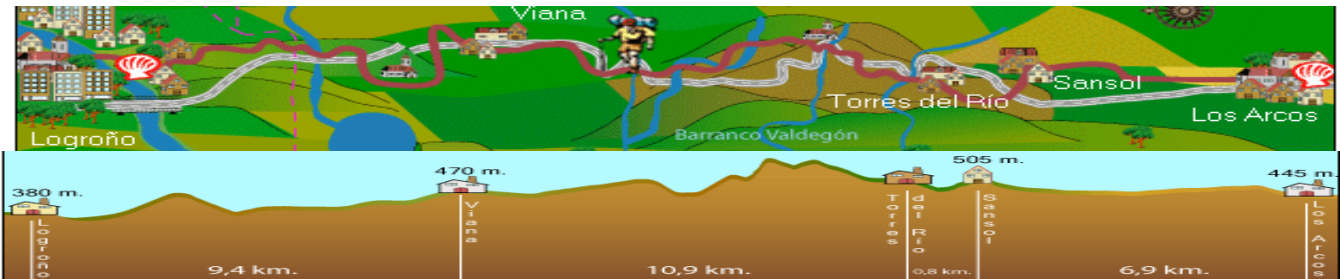 Viana
Sansol
Torres del Río
Los Arcos
Barranco Valdegón
Logroño
380 m.
470 m.
505 m.
445 m.
Logroño
Viana
Torres
del Río
Sansol
Los Arcos
9,4 km.
10,9 km.
0,8 km.
6,9 km.